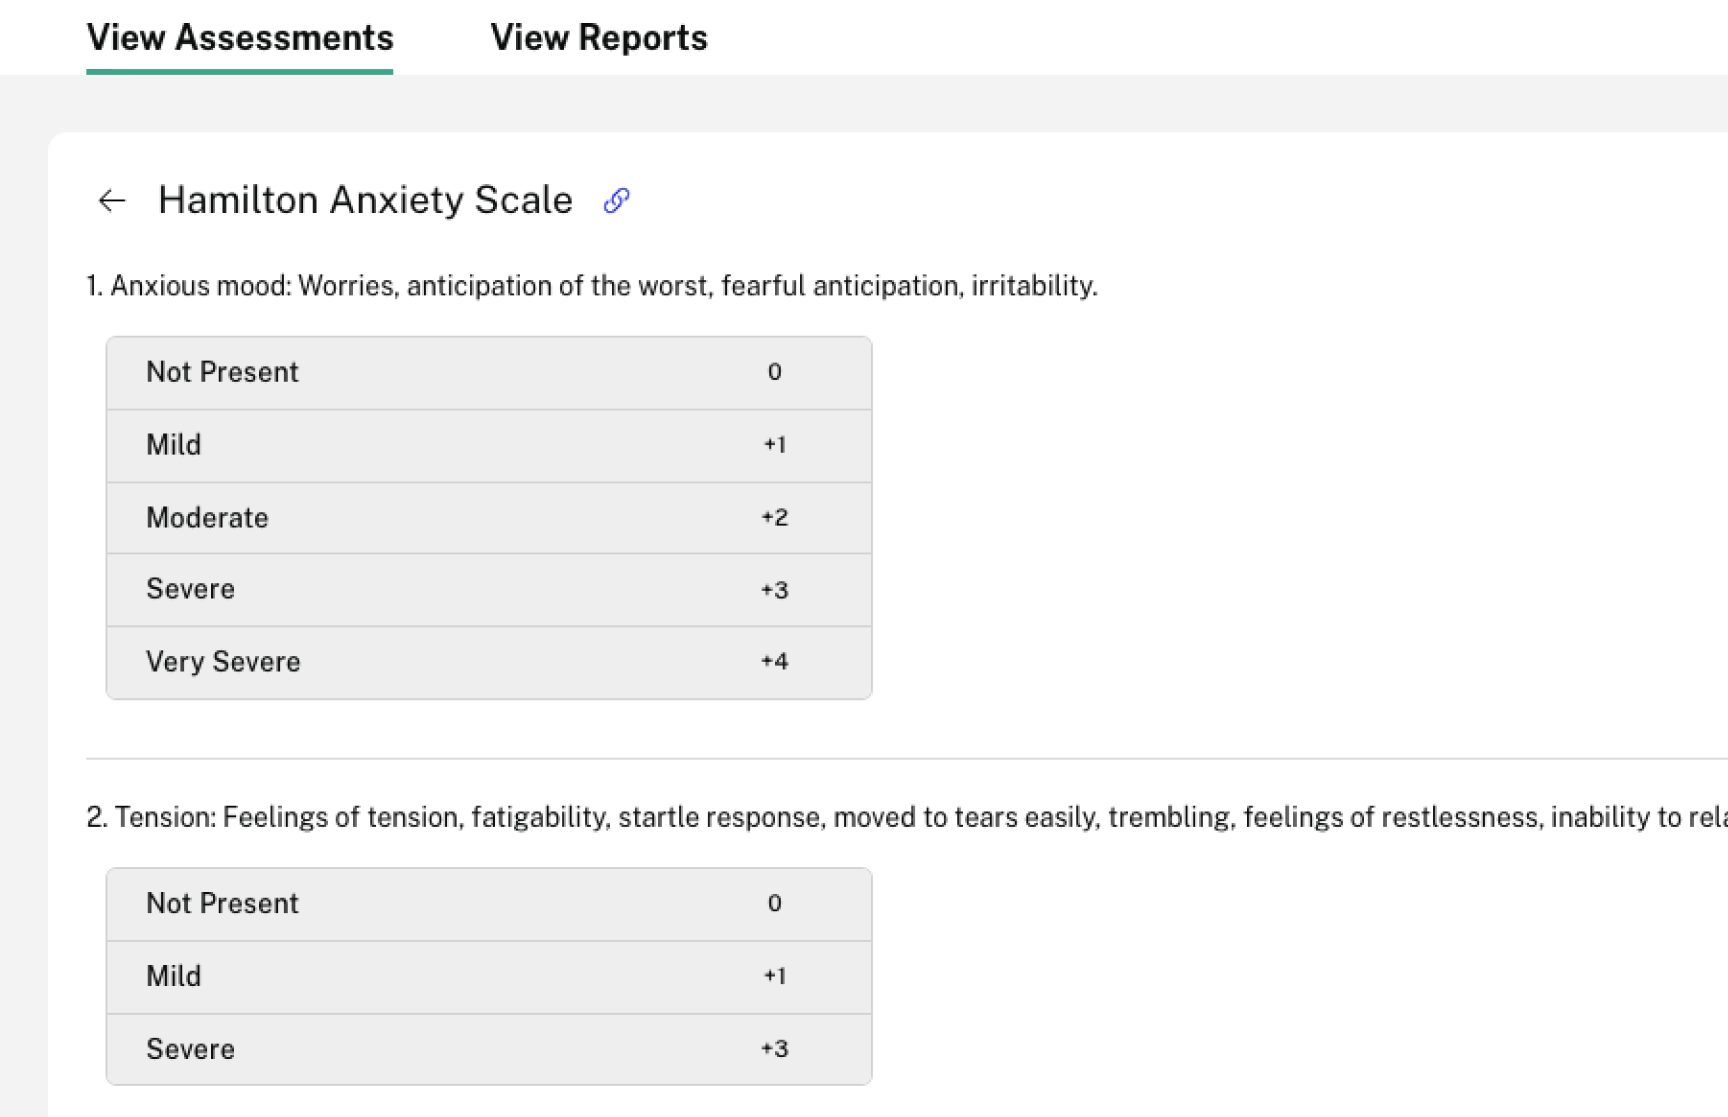 View Assessments View Reports
Hamilton Anxiety Scale
1. Anxious mood: Worries, anticipation of the worst, fearful anticipation, irritability.
Not Present 0
Mild +1
Moderate +2
Severe +3
Very Severe +4
2. Tension: Feelings of tension, fatigability, startle response, moved to tears easily, trembling, feelings of restlessness, inability to
Not Present 0
Mild +1
Severe +3